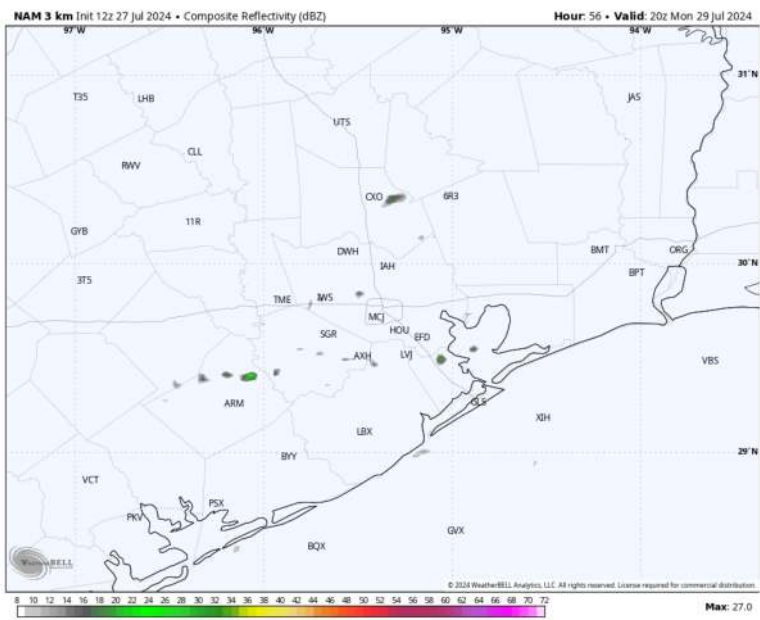 NAM 3 km Init 12z 27 Jul 2024 • Composite Reflectivity (dBZ)
Hour: 56 • Valid: 20z Mon 29 Jul 2024
97°W 96°W 95°W 94°W
31°N
T35 LHB JAS
UTS
CLL
RWV
CXO 6R3
11R
GYB
DWH BMT ORG
IAH 30°N
BPT
3T5
TME IWS
MCJ
SGR HOU EFD
AXH LVJ VBS
ARM GLS
LBX XIH
BYY 29°N
VCT
PSX
PKV
GVX
BQX
WEATHERBELL
© 2024 WeatherBELL Analytics, LLC. All rights reserved. License required for commercial distribution.
8 10 12 14 16 18 20 22 24 26 28 30 32 34 36 38 40 42 44 46 48 50 52 54 56 58 60 62 64 66 68 70 72
Max: 27.0